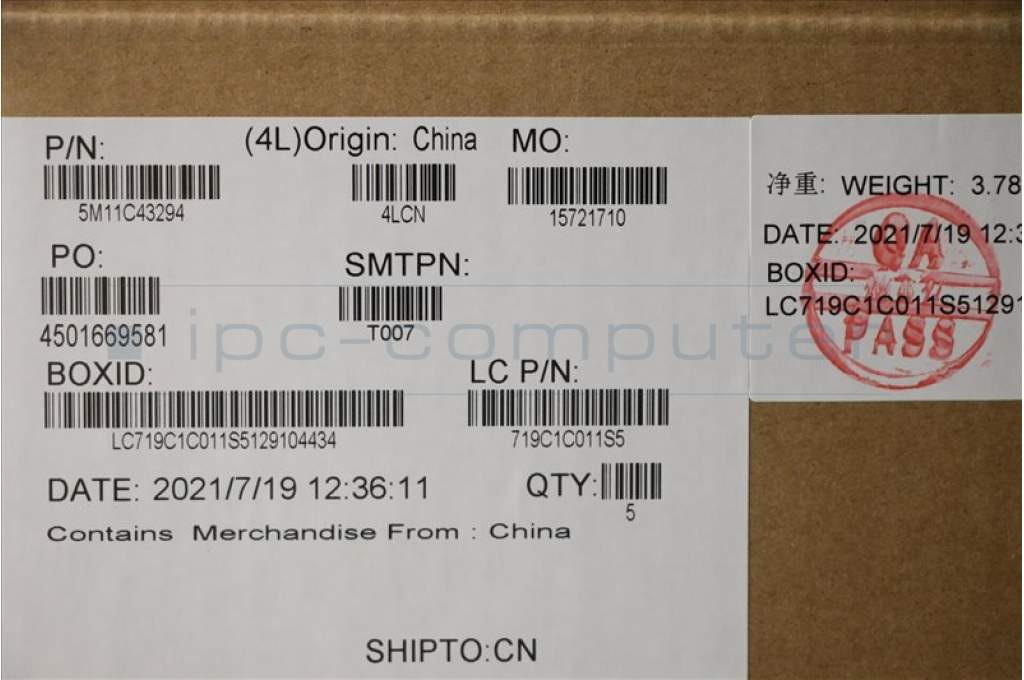 P/N:
5M11C43294
(4L)Origin: China
4LCN
MO:
15721710
PO:
4501669581
SMTPN:
T007
BOXID:
LC719C1C011S5129104434
LC P/N:
719C1C011S5
DATE: 2021/7/19 12:36:11
QTY:
5
Contains Merchandise From : China
SHIPTO:CN
净重: WEIGHT: 3.78
DATE: 2021/7/19 12:3
BOXID:
LC719C1C011S51291
QA
PASS
ipc-computer